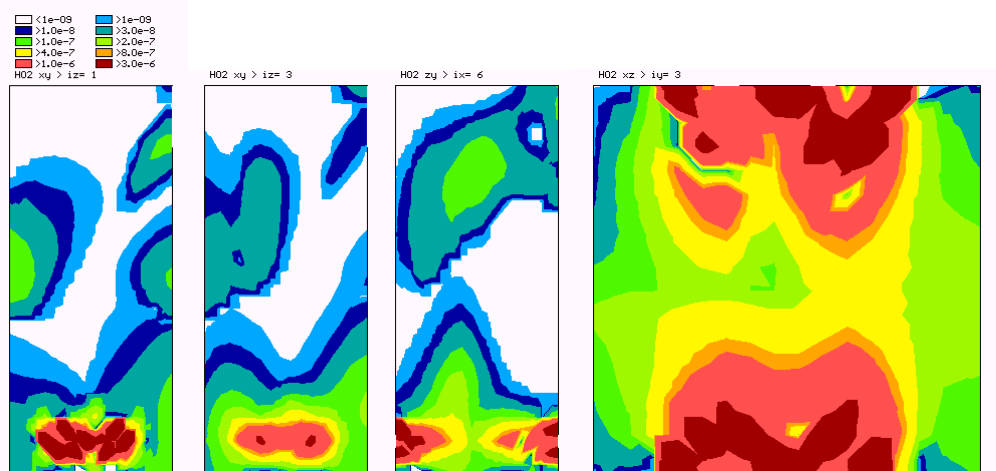 <1e-09 >1e-09
>1.0e-8 >3.0e-8
>1.0e-7 >2.0e-7
>4.0e-7 >8.0e-7
>1.0e-6 >3.0e-6
HO2 xy > iz= 1 HO2 xy > iz= 3 HO2 zy > ix= 6 HO2 xz > iy= 3